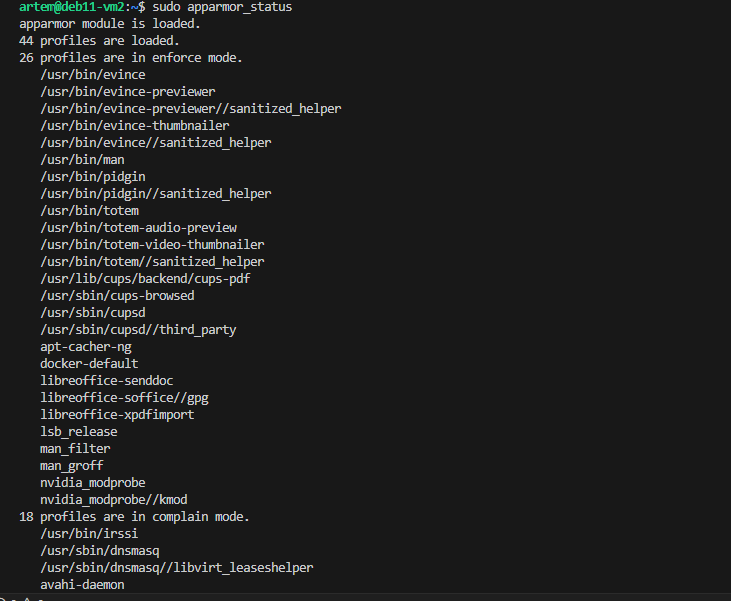 artem@deb11-vm2:~$ sudo apparmor_status
apparmor module is loaded.
44 profiles are loaded.
26 profiles are in enforce mode.
/usr/bin/evince
/usr/bin/evince-previewer
/usr/bin/evince-previewer//sanitized_helper
/usr/bin/evince-thumbnailer
/usr/bin/evince//sanitized_helper
/usr/bin/man
/usr/bin/pidgin
/usr/bin/pidgin//sanitized_helper
/usr/bin/totem
/usr/bin/totem-audio-preview
/usr/bin/totem-video-thumbnailer
/usr/bin/totem//sanitized_helper
/usr/lib/cups/backend/cups-pdf
/usr/sbin/cups-browsed
/usr/sbin/cupsd
/usr/sbin/cupsd//third_party
apt-cacher-ng
docker-default
libreoffice-senddoc
libreoffice-soffice//gpg
libreoffice-xpdfimport
lsb_release
man_filter
man_groff
nvidia_modprobe
nvidia_modprobe//kmod
18 profiles are in complain mode.
/usr/bin/irssi
/usr/sbin/dnsmasq
/usr/sbin/dnsmasq//libvirt_leaseshelper
avahi-daemon